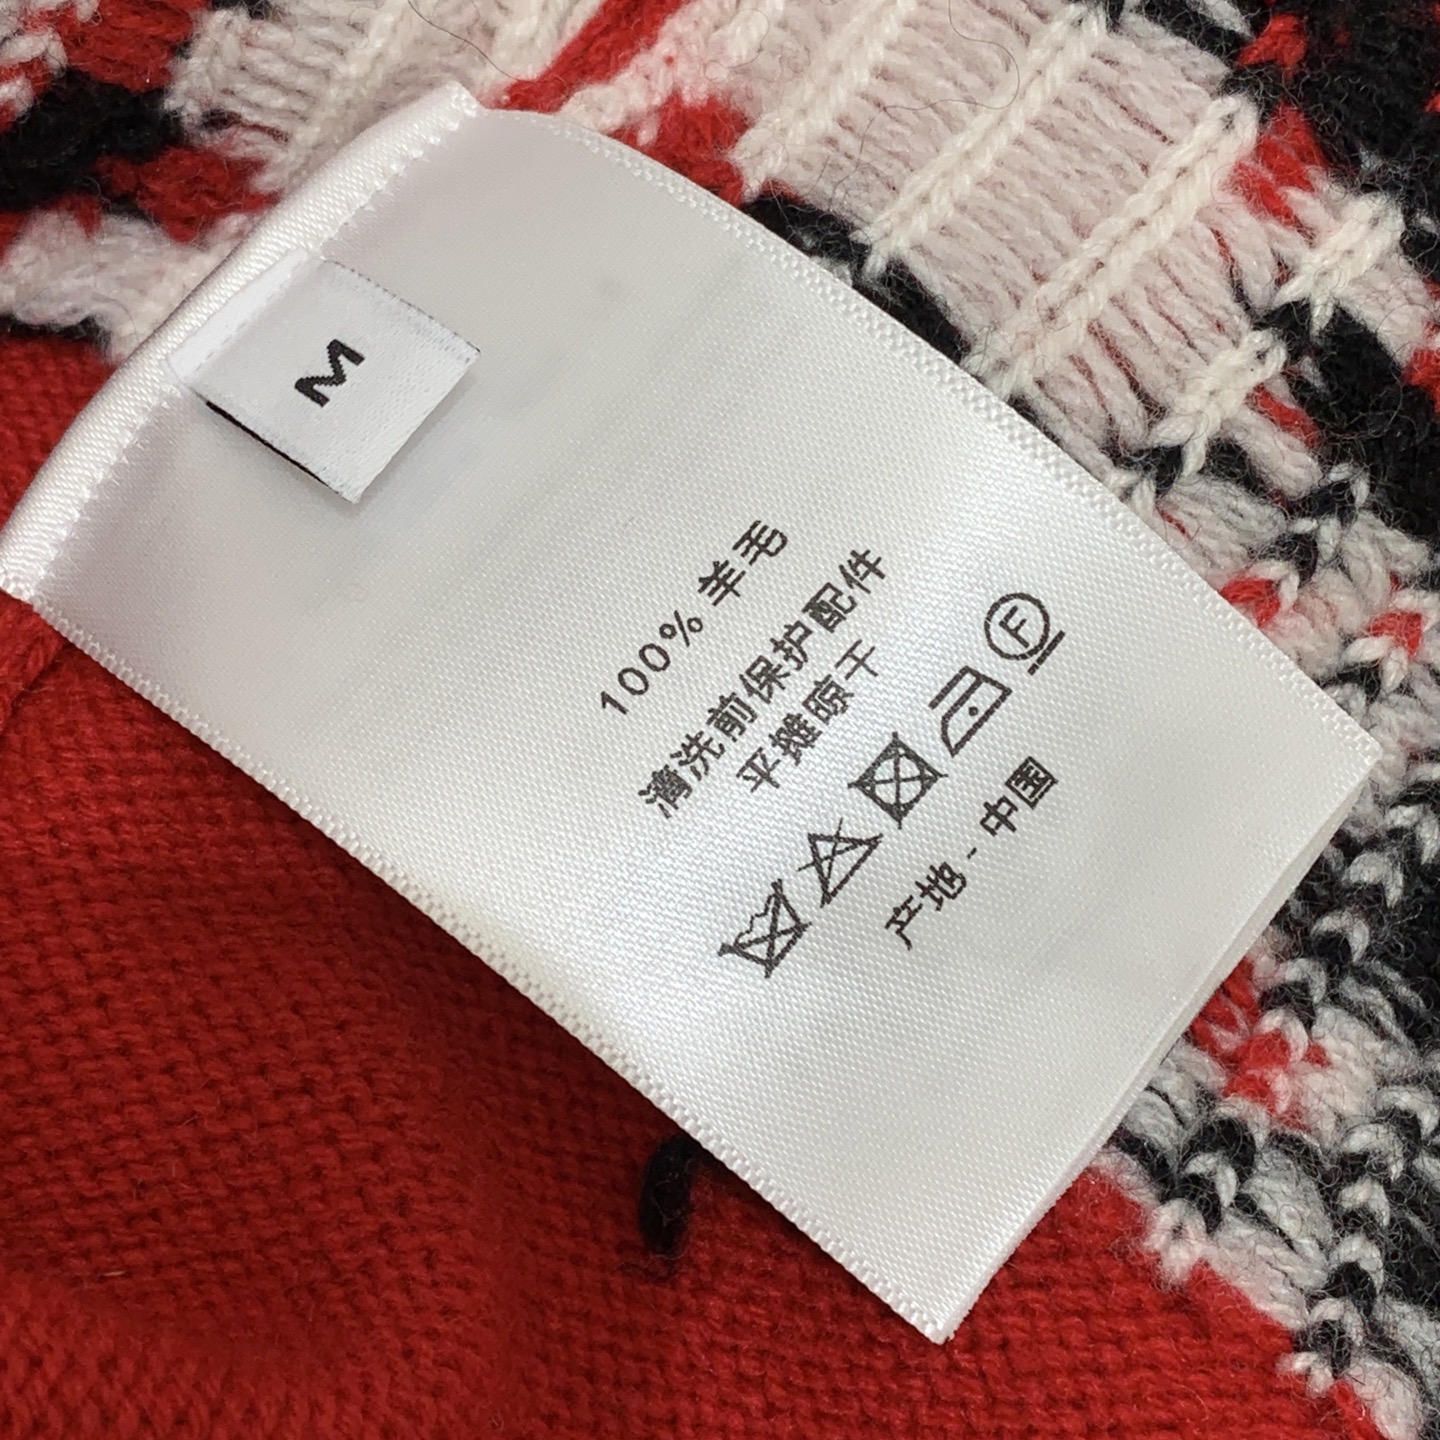 M
100% 羊毛
清洗前保护配件
平摊晾干
F
产地 - 中国